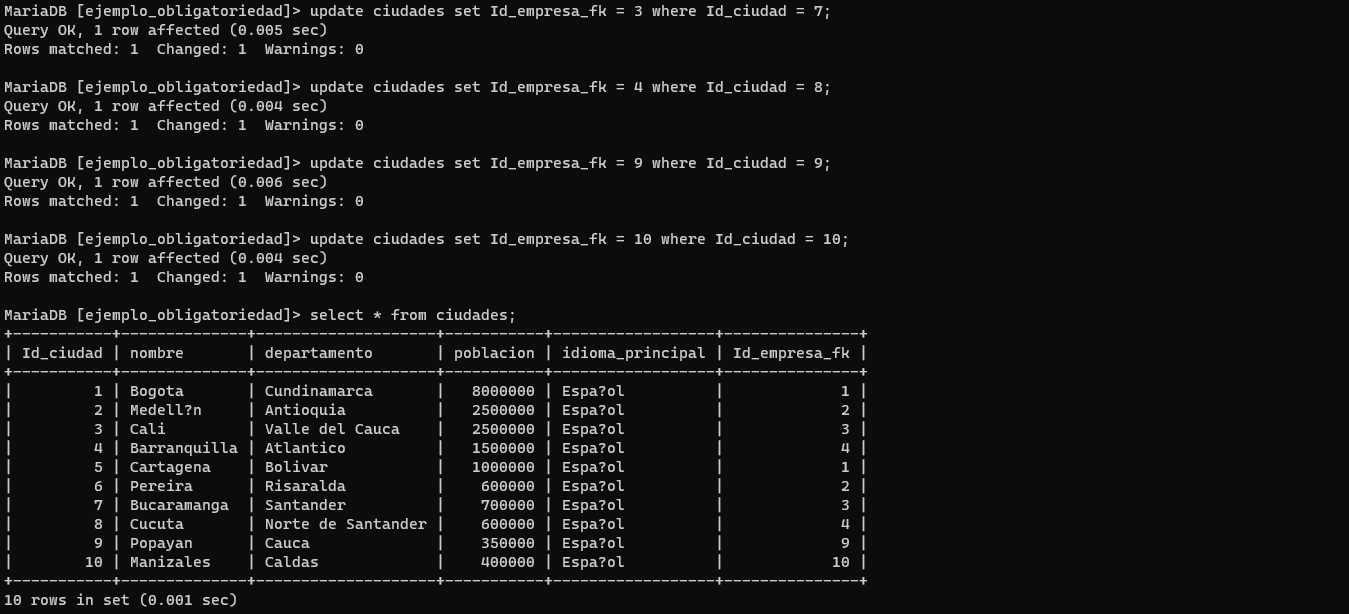 MariaDB [ejemplo_obligatoriedad]> update ciudades set Id_empresa_fk = 3 where Id_ciudad = 7;
Query OK, 1 row affected (0.005 sec)
Rows matched: 1  Changed: 1  Warnings: 0

MariaDB [ejemplo_obligatoriedad]> update ciudades set Id_empresa_fk = 4 where Id_ciudad = 8;
Query OK, 1 row affected (0.004 sec)
Rows matched: 1  Changed: 1  Warnings: 0

MariaDB [ejemplo_obligatoriedad]> update ciudades set Id_empresa_fk = 9 where Id_ciudad = 9;
Query OK, 1 row affected (0.006 sec)
Rows matched: 1  Changed: 1  Warnings: 0

MariaDB [ejemplo_obligatoriedad]> update ciudades set Id_empresa_fk = 10 where Id_ciudad = 10;
Query OK, 1 row affected (0.004 sec)
Rows matched: 1  Changed: 1  Warnings: 0

MariaDB [ejemplo_obligatoriedad]> select * from ciudades;
+-----------+--------------+--------------------+-----------+------------------+---------------+
| Id_ciudad | nombre       | departamento       | poblacion | idioma_principal | Id_empresa_fk |
+-----------+--------------+--------------------+-----------+------------------+---------------+
|         1 | Bogota       | Cundinamarca       |   8000000 | Espa?ol          |             1 |
|         2 | Medell?n     | Antioquia          |   2500000 | Espa?ol          |             2 |
|         3 | Cali         | Valle del Cauca    |   2500000 | Espa?ol          |             3 |
|         4 | Barranquilla | Atlantico          |   1500000 | Espa?ol          |             4 |
|         5 | Cartagena    | Bolivar            |   1000000 | Espa?ol          |             1 |
|         6 | Pereira      | Risaralda          |    600000 | Espa?ol          |             2 |
|         7 | Bucaramanga  | Santander          |    700000 | Espa?ol          |             3 |
|         8 | Cucuta       | Norte de Santander |    600000 | Espa?ol          |             4 |
|         9 | Popayan      | Cauca              |    350000 | Espa?ol          |             9 |
|        10 | Manizales    | Caldas             |    400000 | Espa?ol          |            10 |
+-----------+--------------+--------------------+-----------+------------------+---------------+
10 rows in set (0.001 sec)